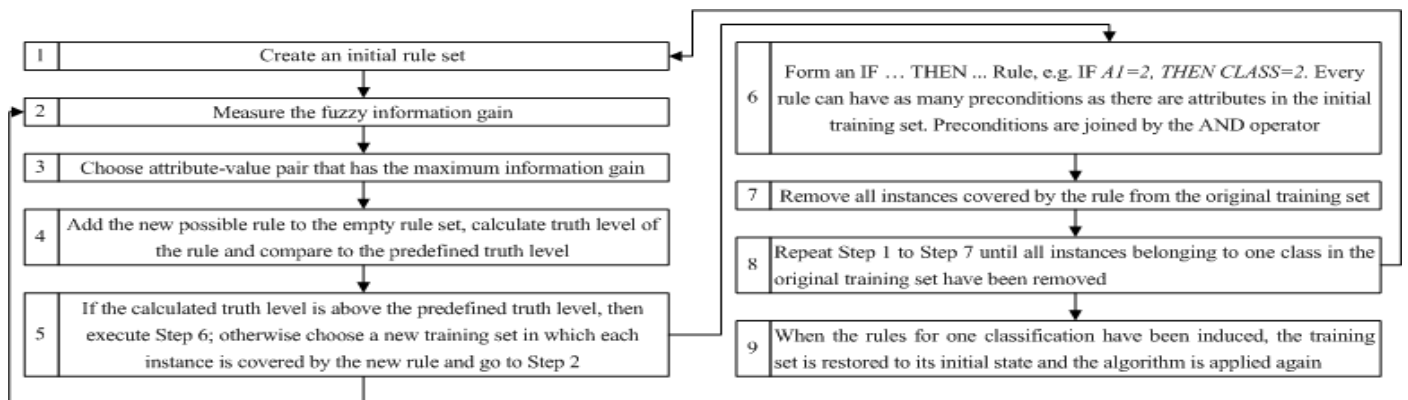 1
Create an initial rule set
2
Measure the fuzzy information gain
3
Choose attribute-value pair that has the maximum information gain
4
Add the new possible rule to the empty rule set, calculate truth level of
the rule and compare to the predefined truth level
5
If the calculated truth level is above the predefined truth level, then
execute Step 6; otherwise choose a new training set in which each
instance is covered by the new rule and go to Step 2
6
Form an IF … THEN ... Rule, e.g. IF A1=2, THEN CLASS=2. Every
rule can have as many preconditions as there are attributes in the initial
training set. Preconditions are joined by the AND operator
7
Remove all instances covered by the rule from the original training set
8
Repeat Step 1 to Step 7 until all instances belonging to one class in the
original training set have been removed
9
When the rules for one classification have been induced, the training
set is restored to its initial state and the algorithm is applied again